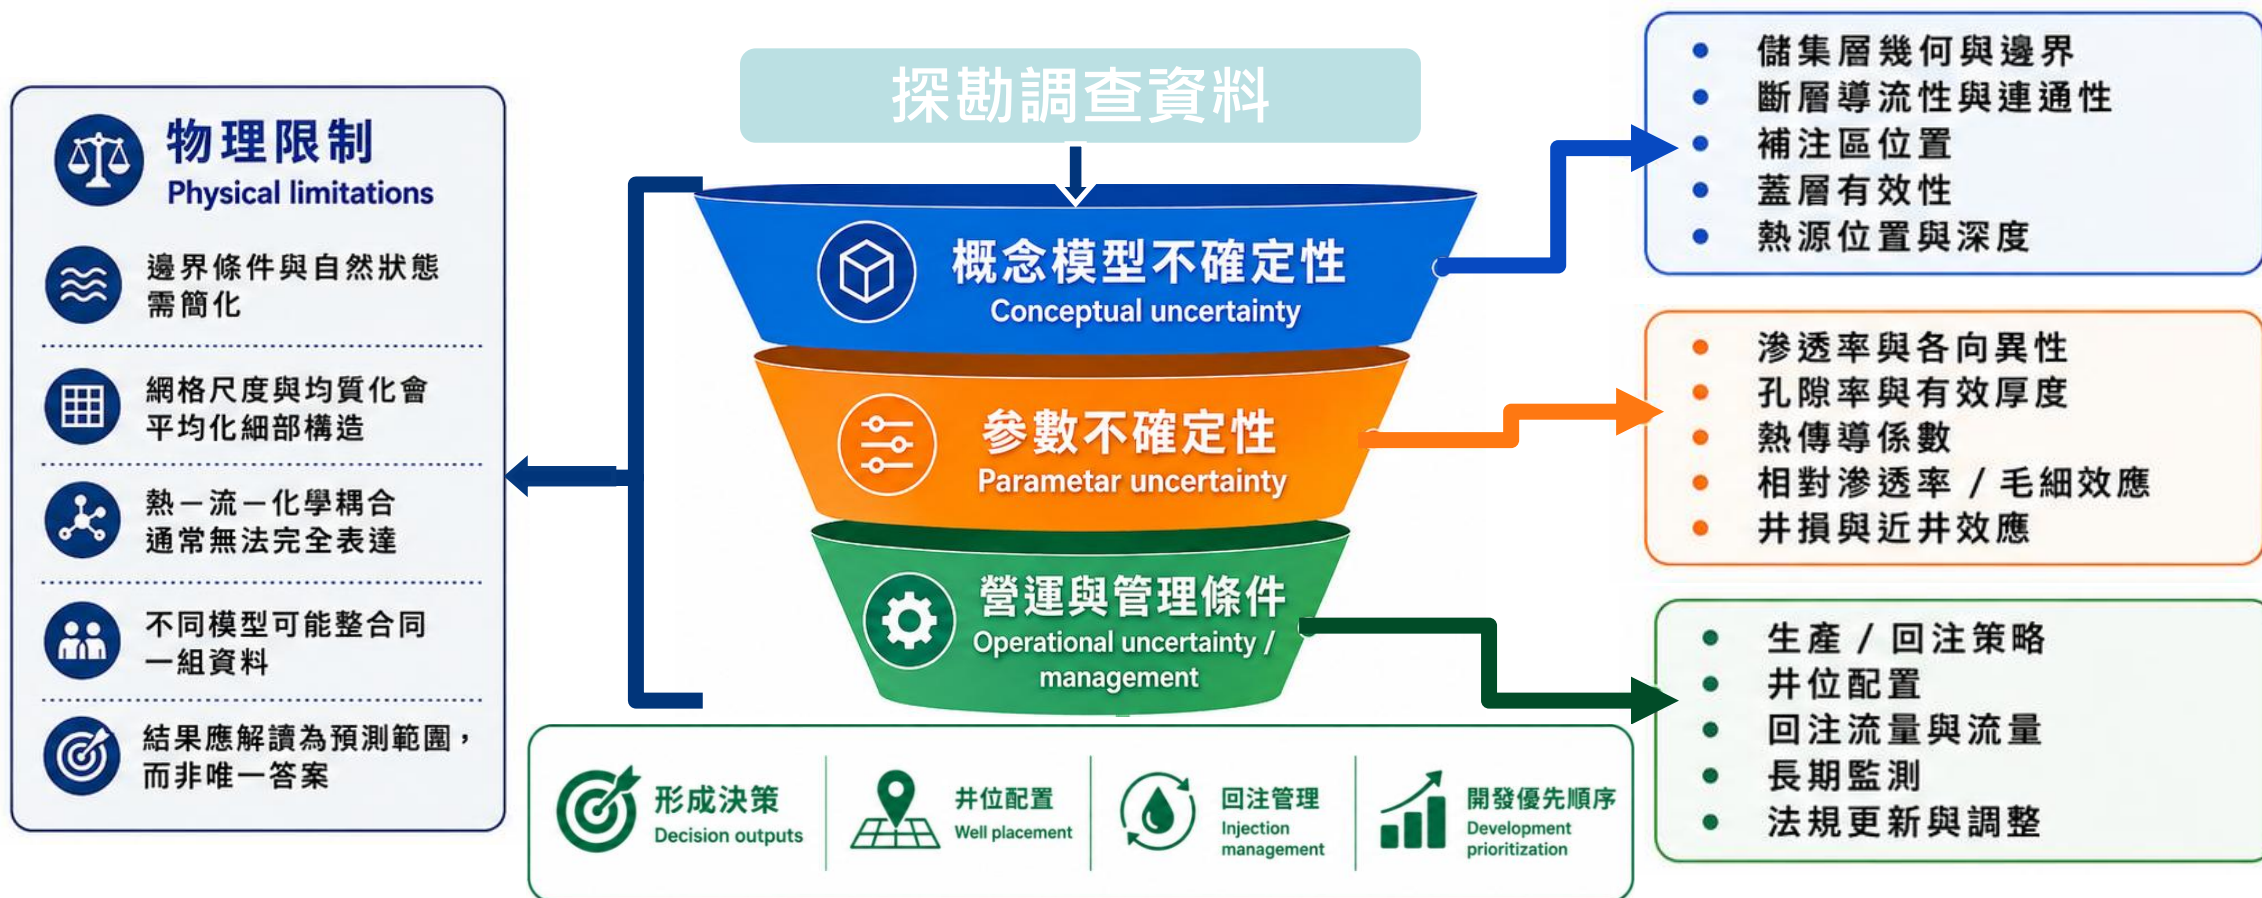 探勘調查資料
物理限制
Physical limitations
邊界條件與自然狀態
需簡化
網格尺度與均質化會
平均化細部構造
熱－流－化學耦合
通常無法完全表達
不同模型可能整合同
一組資料
結果應解讀為預測範圍，
而非唯一答案
概念模型不確定性
Conceptual uncertainty
參數不確定性
Parametar uncertainty
營運與管理條件
Operational uncertainty /
management
儲集層幾何與邊界
斷層導流性與連通性
補注區位置
蓋層有效性
熱源位置與深度
滲透率與各向異性
孔隙率與有效厚度
熱傳導係數
相對滲透率 / 毛細效應
井損與近井效應
生產 / 回注策略
井位配置
回注流量與流量
長期監測
法規更新與調整
形成決策
Decision outputs
井位配置
Well placement
回注管理
Injection
management
開發優先順序
Development
prioritization